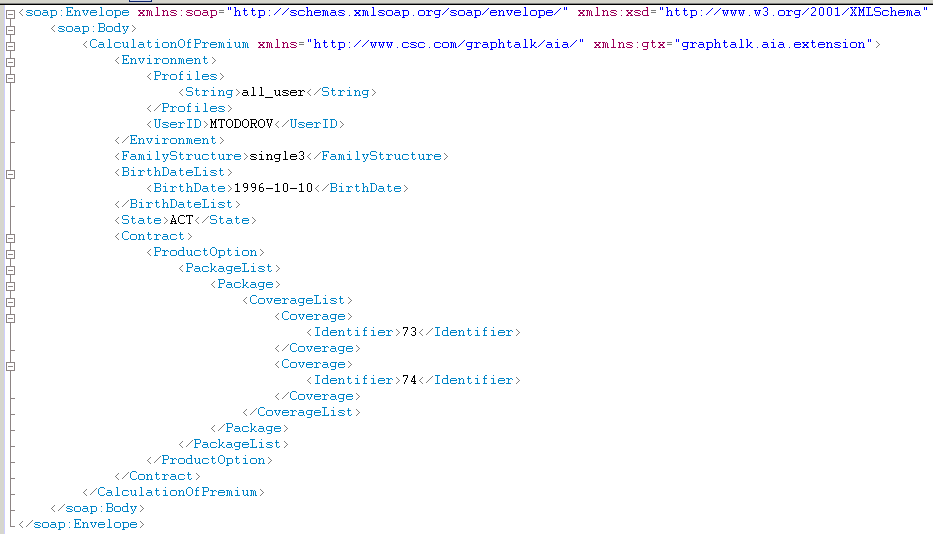 <soap:Envelope xmlns:soap="http://schemas.xmlsoap.org/soap/envelope/" xmlns:xsd="http://www.w3.org/2001/XMLSchema"
<soap:Body>
<CalculationOfPremium xmlns="http://www.csc.com/graphtalk/aia/" xmlns:gtx="graphtalk.aia.extension">
<Environment>
<Profiles>
<String>all_user</String>
</Profiles>
<UserID>MTODOROV</UserID>
</Environment>
<FamilyStructure>single3</FamilyStructure>
<BirthDateList>
<BirthDate>1996-10-10</BirthDate>
</BirthDateList>
<State>ACT</State>
<Contract>
<ProductOption>
<PackageList>
<Package>
<CoverageList>
<Coverage>
<Identifier>73</Identifier>
</Coverage>
<Coverage>
<Identifier>74</Identifier>
</Coverage>
</CoverageList>
</Package>
</PackageList>
</ProductOption>
</Contract>
</CalculationOfPremium>
</soap:Body>
</soap:Envelope>